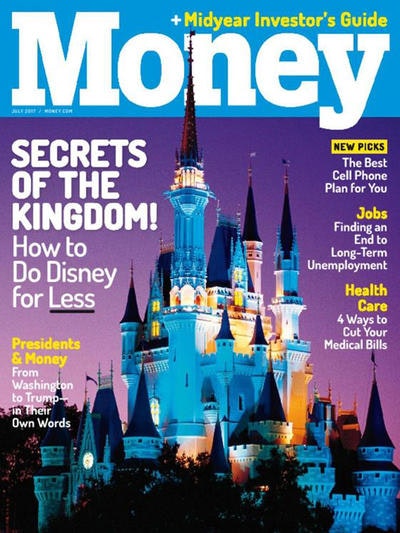 + Midyear Investor's Guide
Money
JULY 2017 / MONEY.COM
SECRETS
OF THE
KINGDOM!
How to
Do Disney
for Less
Presidents
& Money
From
Washington
to Trump—
in Their
Own Words
NEW PICKS
The Best
Cell Phone
Plan for You
Jobs
Finding an
End to
Long-Term
Unemployment
Health
Care
4 Ways to
Cut Your
Medical Bills